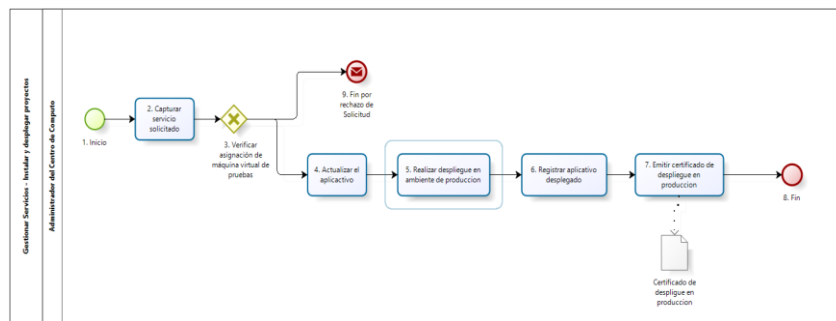 Gestionar Servicios - Instalar y desplegar proyectos
Administrador del Centro de Computo
1. Inicio
2. Capturar
servicio
solicitado
3. Verificar
asignación de
máquina virtual de
pruebas
9. Fin por
rechazo de
Solicitud
4. Actualizar el
aplicactivo
5. Realizar despliegue en
ambiente de produccion
6. Registrar aplicativo
desplegado
7. Emitir certificado de
despliegue en
produccion
8. Fin
Certificado de
despligue en
produccion